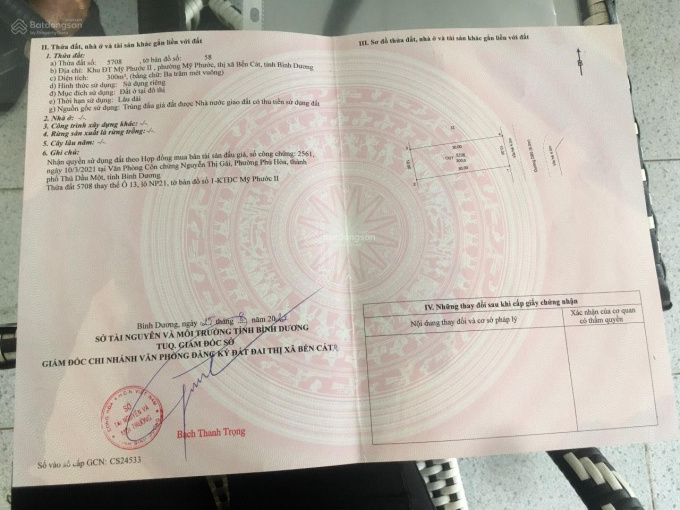 Batdongsan
II. Thửa đất, nhà ở và tài sản khác gắn liền với đất
1. Thửa đất:
a) Thửa đất số: 5708 , tờ bản đồ số: 58
b) Địa chỉ: Khu ĐT Mỹ Phước II , phường Mỹ Phước, thị xã Bến Cát, tỉnh Bình Dương
c) Diện tích: 300m², (bằng chữ: Ba trăm mét vuông)
d) Hình thức sử dụng: Sử dụng riêng
đ) Mục đích sử dụng: Đất ở tại đô thị
e) Thời hạn sử dụng: Lâu dài
g) Nguồn gốc sử dụng: Trúng đấu giá đất được Nhà nước giao đất có thu tiền sử dụng đất
2. Nhà ở: -/-
3. Công trình xây dựng khác: -/-
4. Rừng sản xuất là rừng trồng: -/-
5. Cây lâu năm: -/-
6. Ghi chú:
Nhận quyền sử dụng đất theo Hợp đồng mua bán tài sản đấu giá, số công chứng: 2561,
ngày 10/3/2021 tại Văn Phòng Công chứng Nguyễn Thị Gái, Phường Phú Hòa, thành
phố Thủ Dầu Một, tỉnh Bình Dương
Thửa đất 5708 thay thế Ô 13, lô NP21, tờ bản đồ số 1-KTĐC Mỹ Phước II
Bình Dương, ngày 25 tháng 8 năm
SỞ TÀI NGUYÊN VÀ MÔI TRƯỜNG TỈNH BÌNH DƯƠNG
TUQ. GIÁM ĐỐC SỞ
GIÁM ĐỐC CHI NHÁNH VĂN PHÒNG ĐĂNG KÝ ĐẤT ĐAI THỊ XÃ BẾN CÁT
SỞ
TÀI NGUYÊN VÀ
MÔI TRƯỜNG
Bạch Thanh Trọng
Số vào sổ cấp GCN: CS24533
III. Sơ đồ thửa đất, nhà ở và tài sản khác gắn liền với đất
5708
300.0
Batdongsan
IV. Những thay đổi sau khi cấp giấy chứng nhận
Nội dung thay đổi và cơ sở pháp lý
Xác nhận của cơ quan
có thẩm quyền